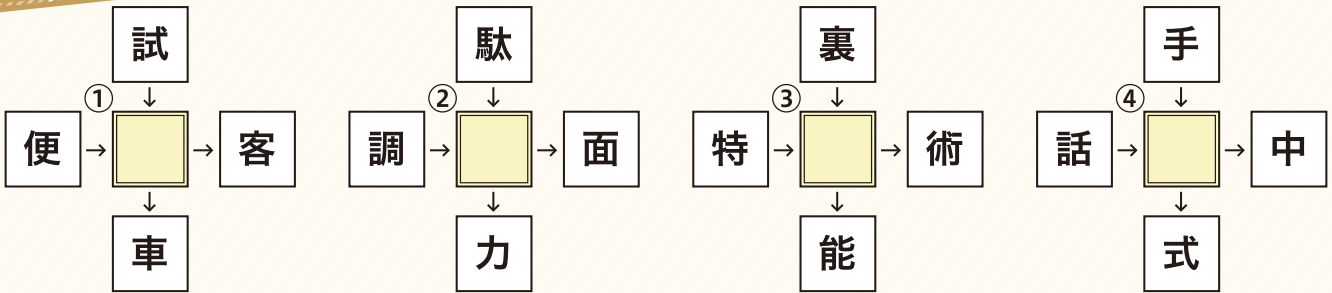 試 駄 裏 手
① ② ③ ④
便 客 調 面 特 術 話 中
車 力 能 式